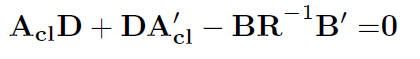 A_cl D + D A′_cl − B R⁻¹ B′ = 0